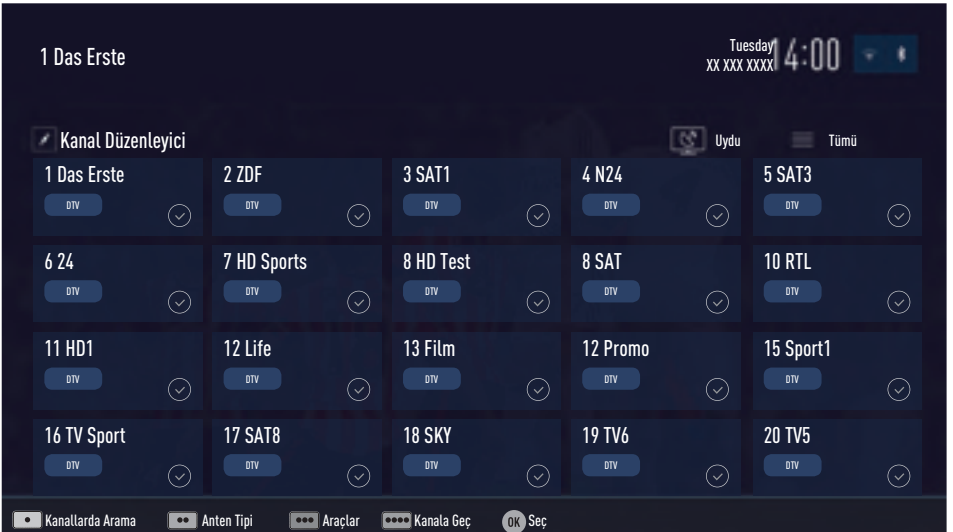 1 Das Erste
Tuesday
XX XXX XXXX
14:00
Kanal Düzenleyici
Uydu
Tümü
1 Das Erste
2 ZDF
3 SAT1
4 N24
5 SAT3
DTV
DTV
DTV
DTV
DTV
6 24
7 HD Sports
8 HD Test
8 SAT
10 RTL
DTV
DTV
DTV
DTV
DTV
11 HD1
12 Life
13 Film
12 Promo
15 Sport1
DTV
DTV
DTV
DTV
DTV
16 TV Sport
17 SAT8
18 SKY
19 TV6
20 TV5
DTV
DTV
DTV
DTV
DTV
Kanallarda Arama
Anten Tipi
Araçlar
Kanala Geç
OK Seç